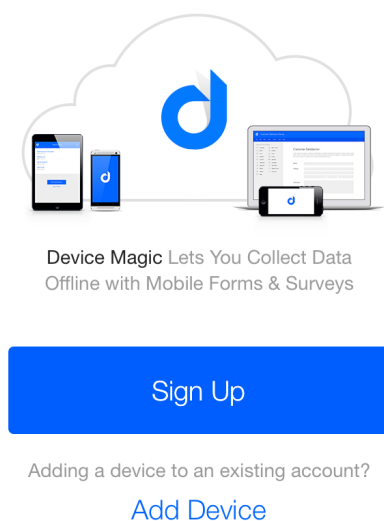 Device Magic Lets You Collect Data
Offline with Mobile Forms & Surveys
Sign Up
Adding a device to an existing account?
Add Device